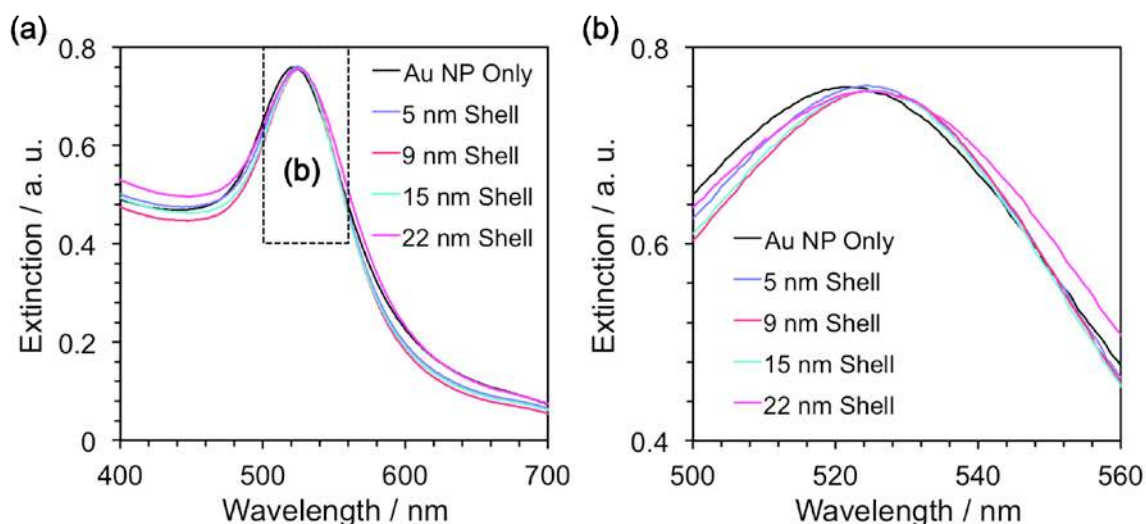 (a)
0.8
0.6
0.4
0.2
0
Extinction / a. u.
400
500
600
700
Wavelength / nm
(b)
Au NP Only
5 nm Shell
9 nm Shell
15 nm Shell
22 nm Shell
(b)
0.8
0.6
0.4
Extinction / a. u.
500
520
540
560
Wavelength / nm
Au NP Only
5 nm Shell
9 nm Shell
15 nm Shell
22 nm Shell